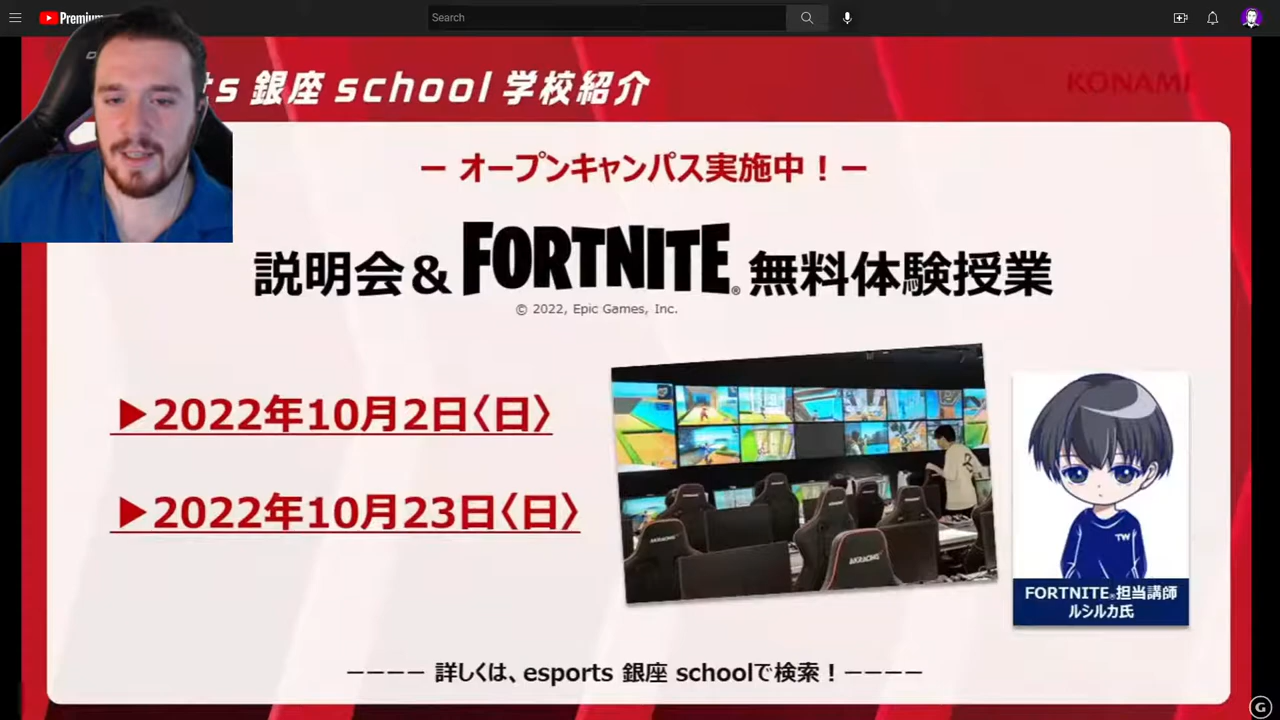 Premium
Search
ts 銀座 school 学校紹介
KONAMI
ー オープンキャンパス実施中！ー
説明会＆FORTNITE® 無料体験授業
© 2022, Epic Games, Inc.
▶2022年10月2日〈日〉
▶2022年10月23日〈日〉
AKRACING
TW
FORTNITE®担当講師
ルシルカ氏
ーーーー 詳しくは、esports 銀座 schoolで検索！ーーーー
G